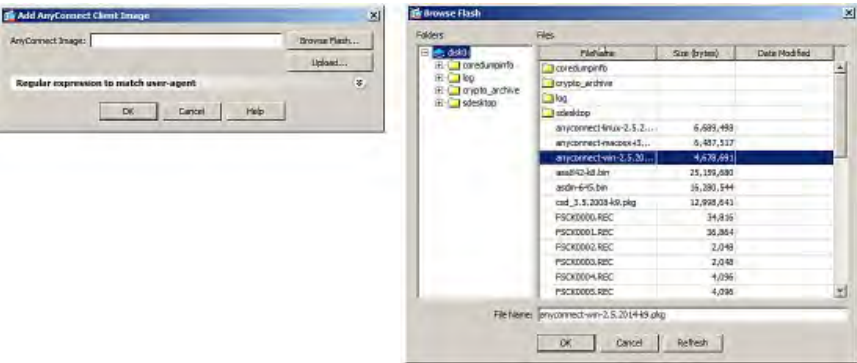 Add AnyConnect Client Image
AnyConnect Image:
Browse Flash...
Upload...
Regular expression to match user-agent
OK Cancel Help
Browse Flash
Folders
disk0:
coredumpinfo
log
crypto_archive
sdesktop
Files
FileName Size (bytes) Date Modified
coredumpinfo
crypto_archive
log
sdesktop
anyconnect-linux-2.5.2... 6,689,498
anyconnect-macosx-i3... 6,487,517
anyconnect-win-2.5.20... 4,678,691
asa842-k8.bin 25,159,680
asdm-645.bin 16,280,544
csd_3.5.2008-k9.pkg 12,998,641
FSCK0000.REC 34,816
FSCK0001.REC 36,864
FSCK0002.REC 2,048
FSCK0003.REC 2,048
FSCK0004.REC 4,096
FSCK0005.REC 4,096
File Name: anyconnect-win-2.5.2014-k9.pkg
OK Cancel Refresh